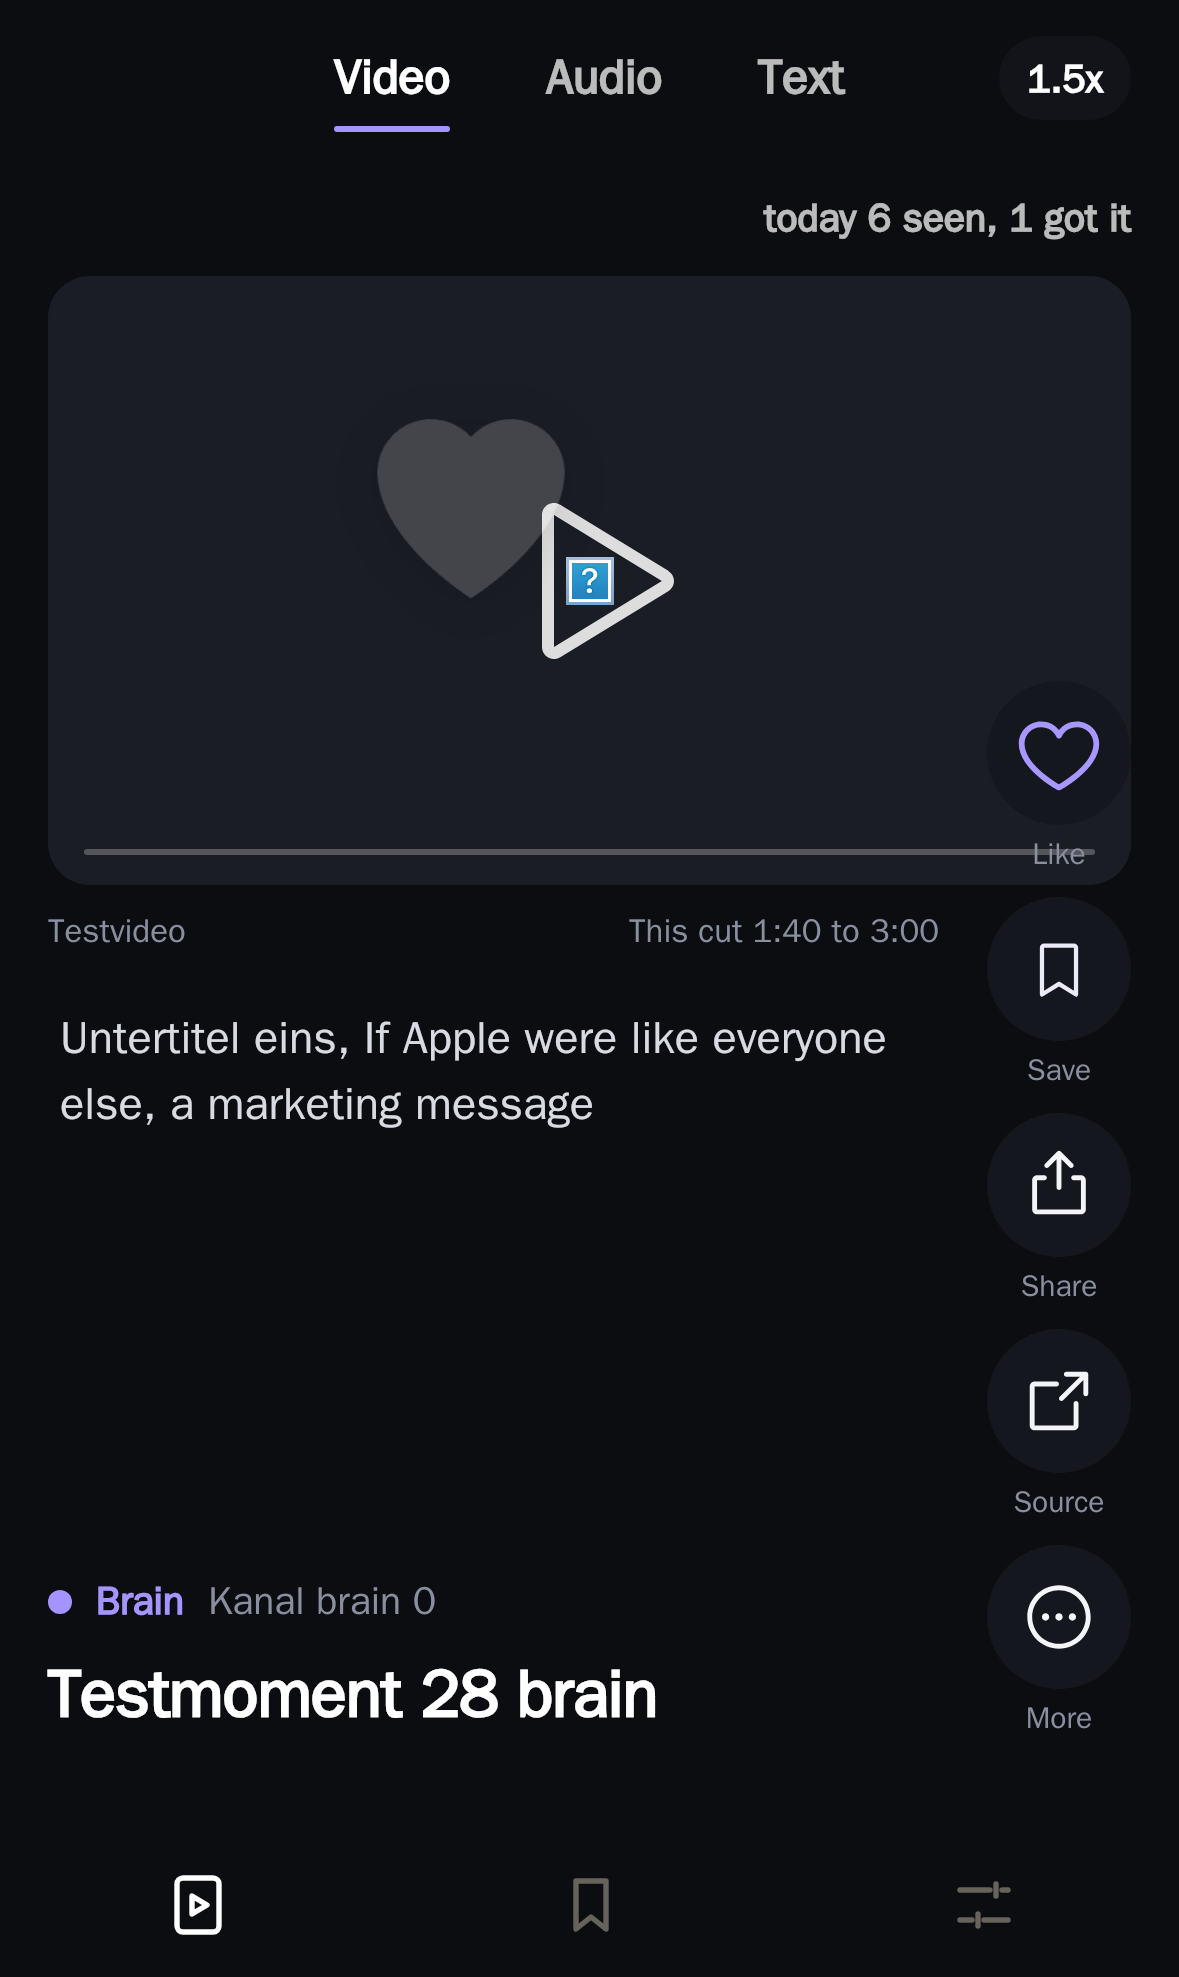 Video Audio Text 1.5x
today 6 seen, 1 got it
?
Like
Testvideo This cut 1:40 to 3:00
Untertitel eins, If Apple were like everyone
else, a marketing message
Save
Share
Source
Brain Kanal brain 0
Testmoment 28 brain
More